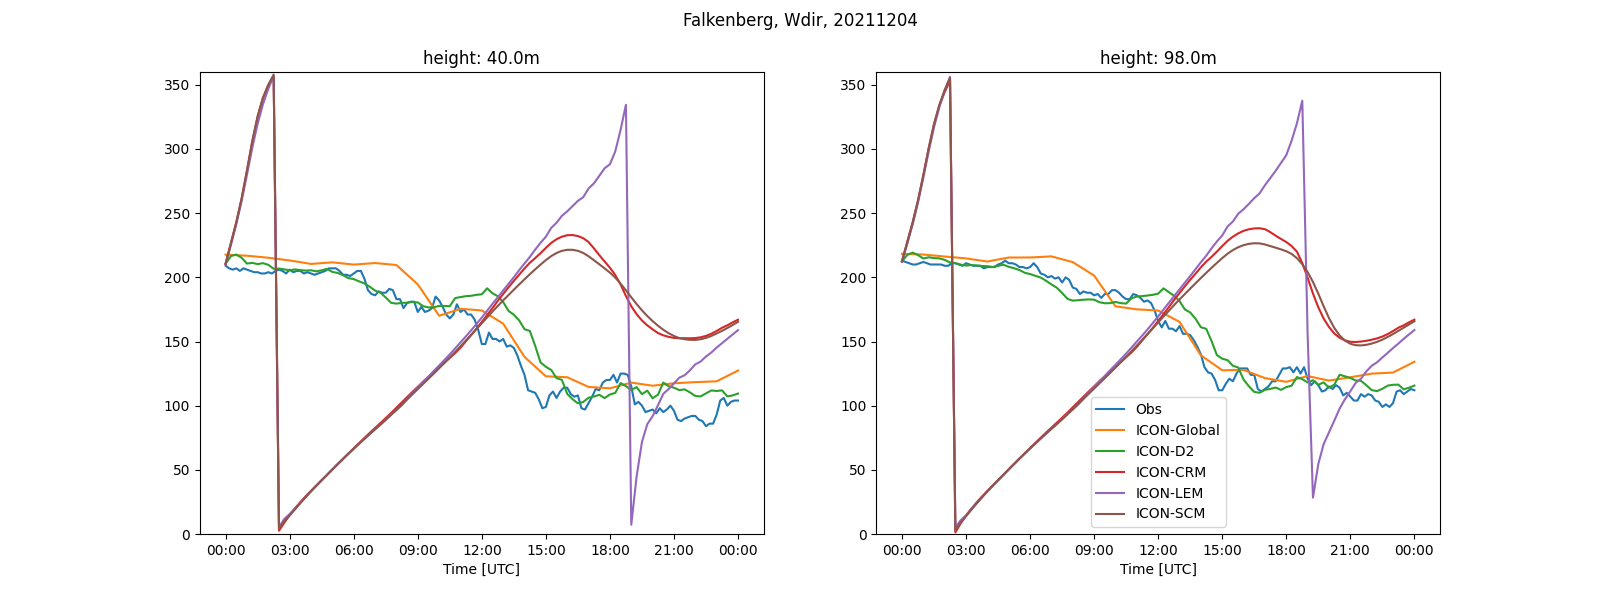 Falkenberg, Wdir, 20211204
height: 40.0m
350
300
250
200
150
100
50
0
00:00 03:00 06:00 09:00 12:00 15:00 18:00 21:00 00:00
Time [UTC]
height: 98.0m
350
300
250
200
150
100
50
0
Obs
ICON-Global
ICON-D2
ICON-CRM
ICON-LEM
ICON-SCM
00:00 03:00 06:00 09:00 12:00 15:00 18:00 21:00 00:00
Time [UTC]